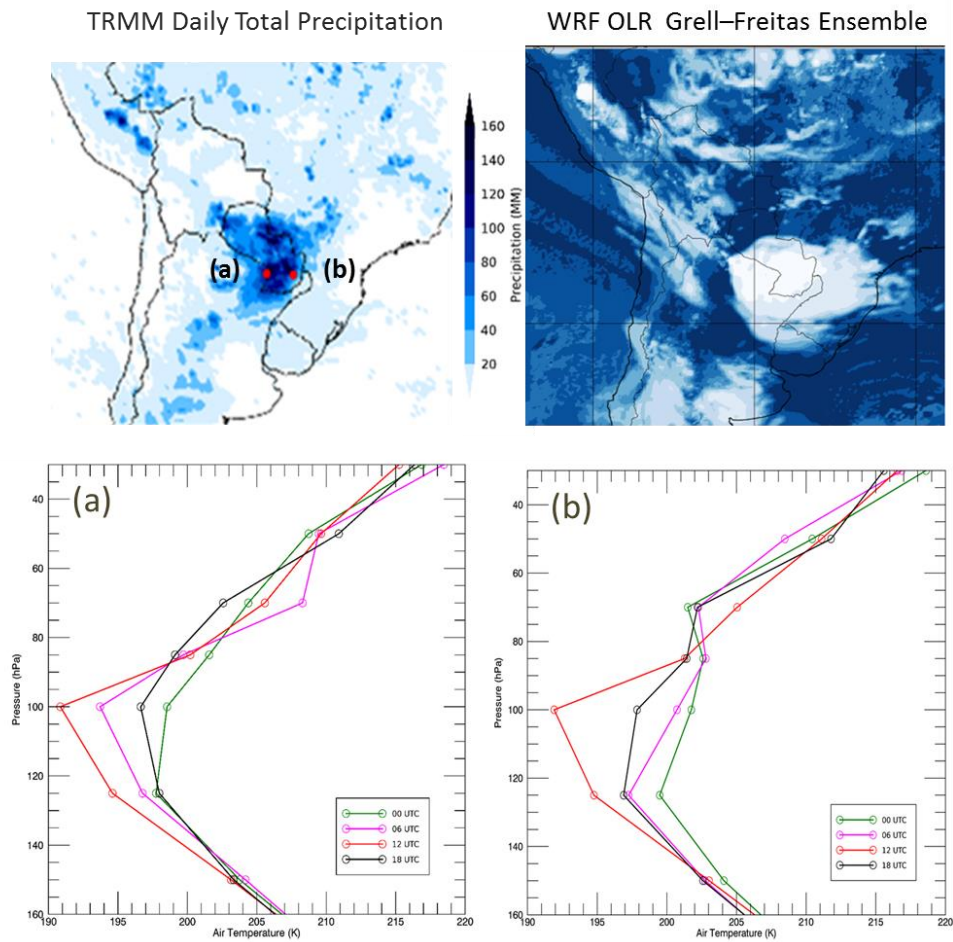 TRMM Daily Total Precipitation
WRF OLR Grell–Freitas Ensemble
160
140
120
100
80
60
40
20
Precipitation (MM)
(a)
(b)
(a)
40
60
80
100
120
140
160
Pressure (hPa)
00 UTC
06 UTC
12 UTC
18 UTC
190
195
200
205
210
215
220
Air Temperature (K)
(b)
40
60
80
100
120
140
160
Pressure (hPa)
00 UTC
06 UTC
12 UTC
18 UTC
190
195
200
205
210
215
220
Air Temperature (K)